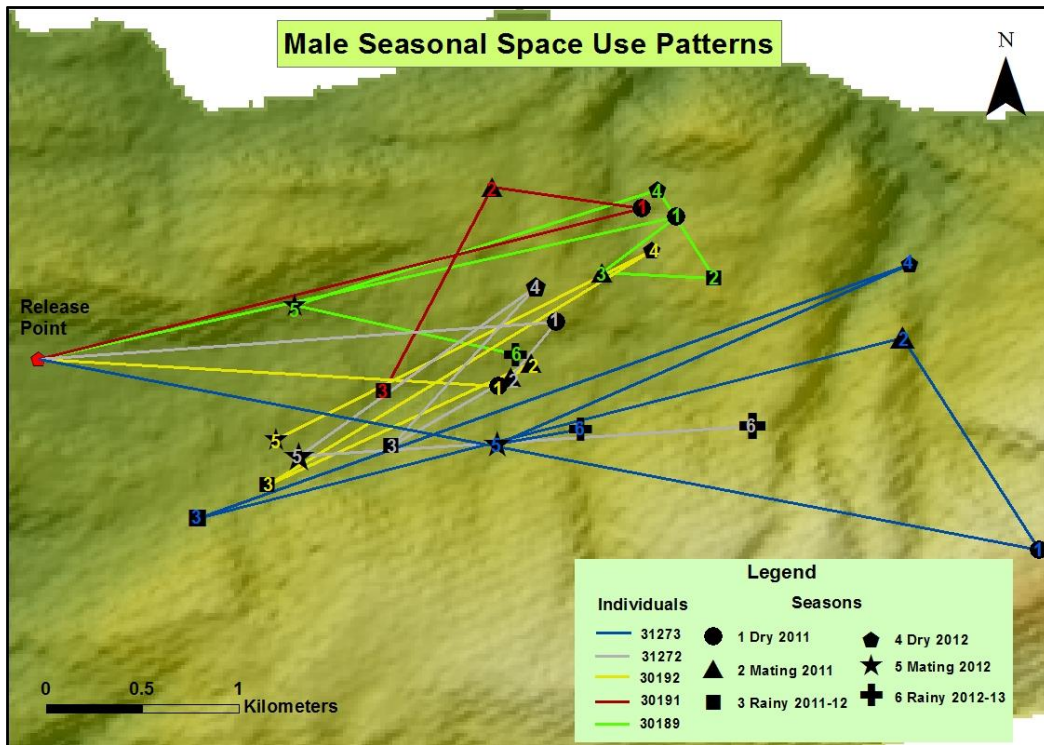 Male Seasonal Space Use Patterns
N
2
4
1
1
4
4
3
2
4
5
1
Release
Point
2
6
2
2
1
3
6
6
5
5
3
5
3
3
1
Legend
Individuals
Seasons
31273
31272
30192
30191
30189
1 Dry 2011
2 Mating 2011
3 Rainy 2011-12
4 Dry 2012
5 Mating 2012
6 Rainy 2012-13
0 0.5 1
Kilometers